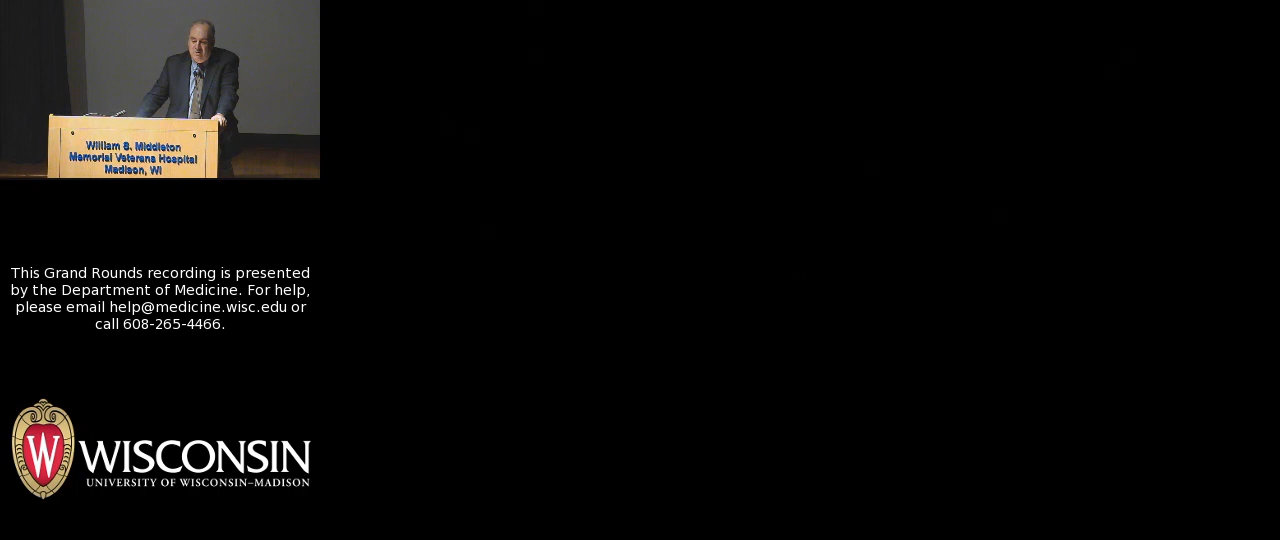 William S. Middleton
Memorial Veterans Hospital
Madison, WI
This Grand Rounds recording is presented
by the Department of Medicine. For help,
please email help@medicine.wisc.edu or
call 608-265-4466.
W
WISCONSIN
UNIVERSITY OF WISCONSIN–MADISON